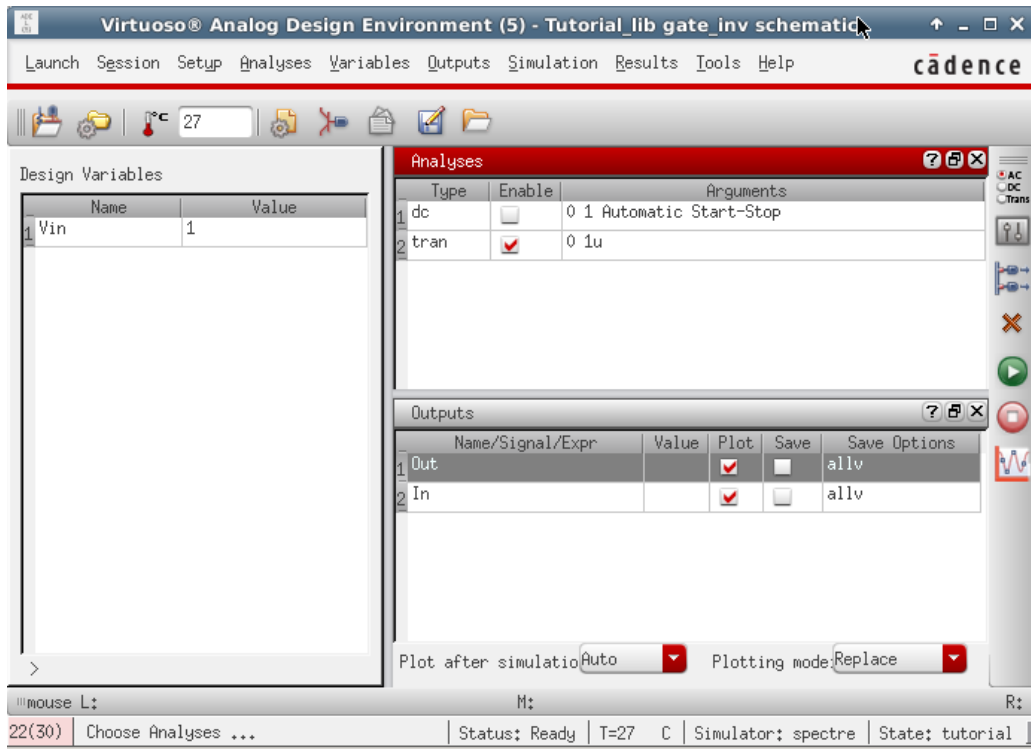 Virtuoso® Analog Design Environment (5) - Tutorial_lib gate_inv schematic
Launch Session Setup Analyses Variables Outputs Simulation Results Tools Help cādence
°C 27
Design Variables
Name Value
1 Vin 1
>
Analyses
Type Enable Arguments
1 dc 0 1 Automatic Start-Stop
2 tran 0 1u
AC
DC
Trans
Outputs
Name/Signal/Expr Value Plot Save Save Options
1 Out allv
2 In allv
Plot after simulatio Auto Plotting mode: Replace
mouse L: M: R:
22(30) Choose Analyses ... Status: Ready T=27 C Simulator: spectre State: tutorial